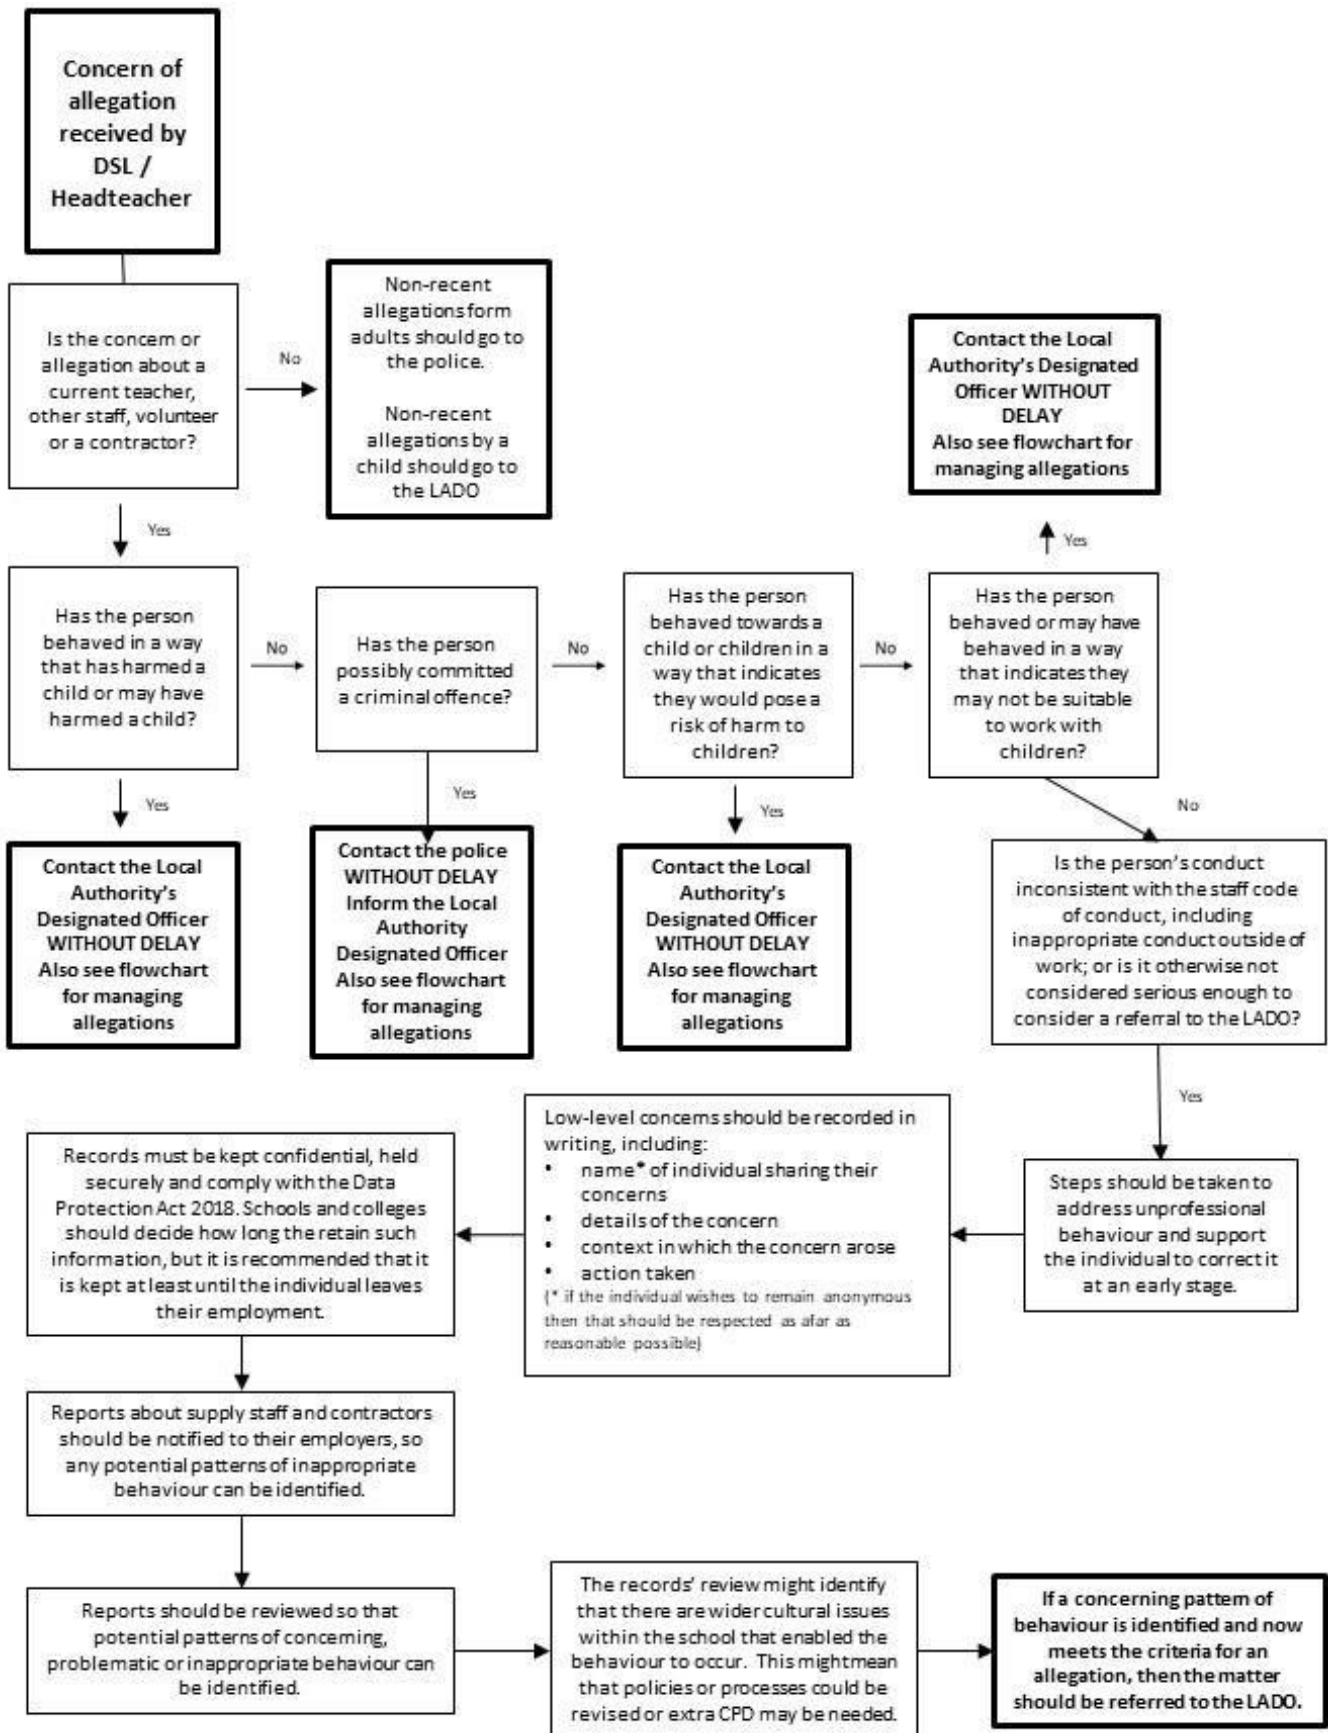 Concern of
allegation
received by
DSL /
Headteacher
Is the concern or
allegation about a
current teacher,
other staff, volunteer
or a contractor?
No
Non-recent
allegations form
adults should go to
the police.
Non-recent
allegations by a
child should go to
the LADO
Contact the Local
Authority's Designated
Officer WITHOUT
DELAY
Also see flowchart for
managing allegations
Yes
Yes
Has the person
behaved in a way
that has harmed a
child or may have
harmed a child?
No
Has the person
possibly committed
a criminal offence?
No
Has the person
behaved towards a
child or children in a
way that indicates
they would pose a
risk of harm to
children?
No
Has the person
behaved or may have
behaved in a way
that indicates they
may not be suitable
to work with
children?
Yes
Yes
Yes
No
Contact the Local
Authority's
Designated Officer
WITHOUT DELAY
Also see flowchart
for managing
allegations
Contact the police
WITHOUT DELAY
Inform the Local
Authority
Designated Officer
Also see flowchart
for managing
allegations
Contact the Local
Authority's
Designated Officer
WITHOUT DELAY
Also see flowchart
for managing
allegations
Is the person's conduct
inconsistent with the staff code
of conduct, including
inappropriate conduct outside of
work; or is it otherwise not
considered serious enough to
consider a referral to the LADO?
Yes
Steps should be taken to
address unprofessional
behaviour and support
the individual to correct it
at an early stage.
Low-level concerns should be recorded in
writing, including:
• name* of individual sharing their
concerns
• details of the concern
• context in which the concern arose
• action taken
(* if the individual wishes to remain anonymous
then that should be respected as afar as
reasonable possible)
Records must be kept confidential, held
securely and comply with the Data
Protection Act 2018. Schools and colleges
should decide how long the retain such
information, but it is recommended that it
is kept at least until the individual leaves
their employment.
Reports about supply staff and contractors
should be notified to their employers, so
any potential patterns of inappropriate
behaviour can be identified.
Reports should be reviewed so that
potential patterns of concerning,
problematic or inappropriate behaviour can
be identified.
The records' review might identify
that there are wider cultural issues
within the school that enabled the
behaviour to occur. This might mean
that policies or processes could be
revised or extra CPD may be needed.
If a concerning pattern of
behaviour is identified and now
meets the criteria for an
allegation, then the matter
should be referred to the LADO.